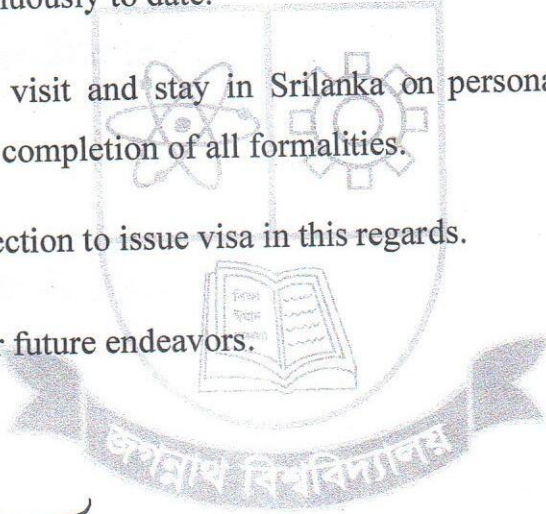 nuously to date.
visit and stay in Srilanka on persona
completion of all formalities.
ection to issue visa in this regards.
r future endeavors.
জগন্নাথ বিশ্ববিদ্যালয়